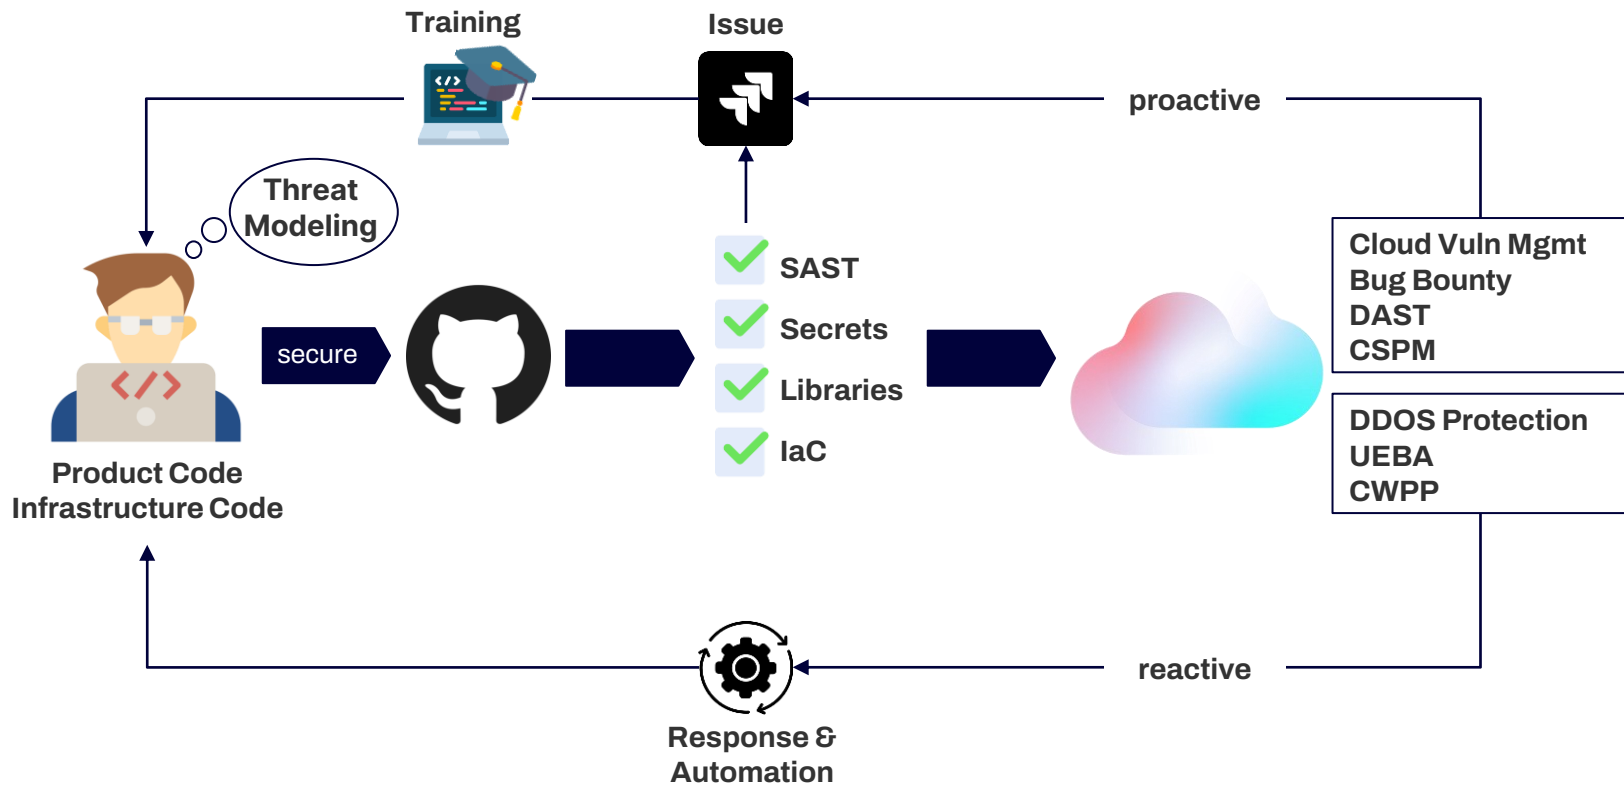 Training
Issue
proactive
Threat
Modeling
Cloud Vuln Mgmt
Bug Bounty
DAST
CSPM
SAST
Secrets
Libraries
IaC
secure
DDOS Protection
UEBA
CWPP
Product Code
Infrastructure Code
reactive
Response &
Automation